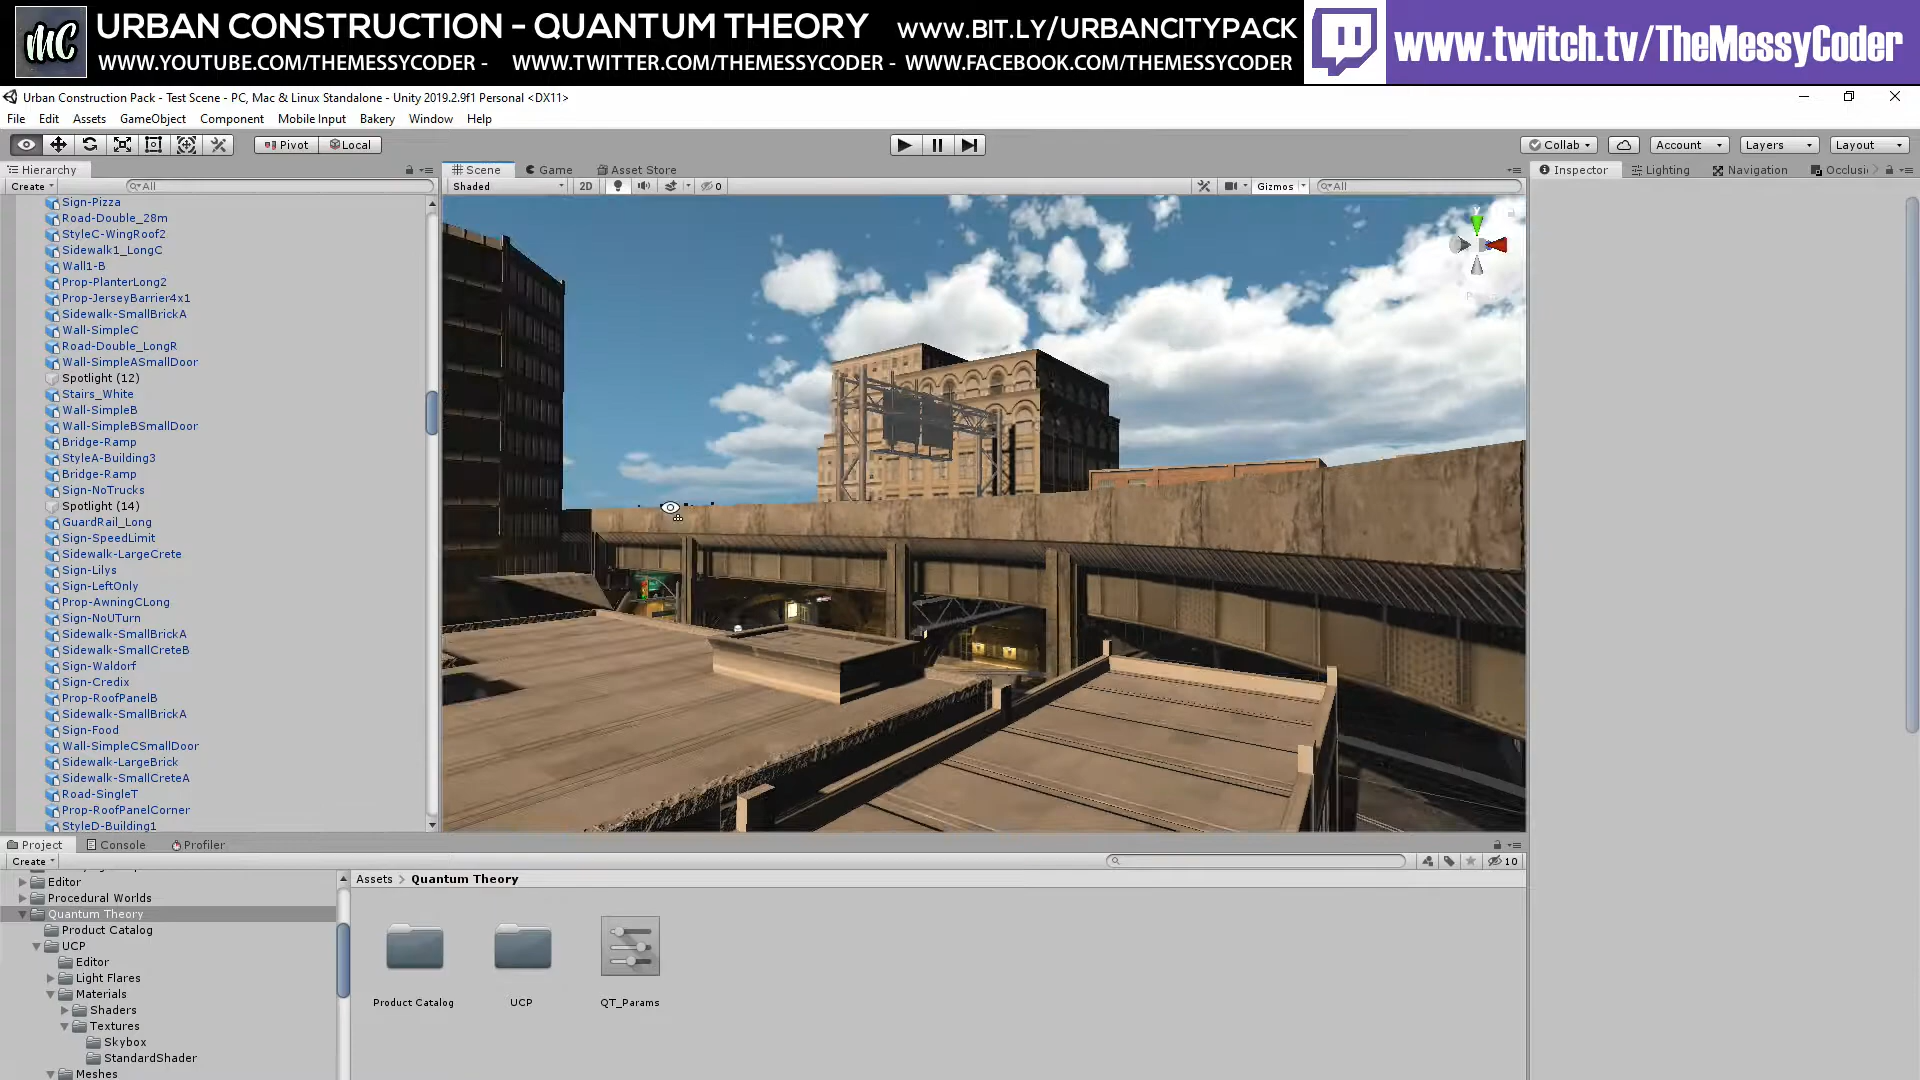 MC
URBAN CONSTRUCTION - QUANTUM THEORY
WWW.BIT.LY/URBANCITYPACK
WWW.YOUTUBE.COM/THEMESSYCODER - WWW.TWITTER.COM/THEMESSYCODER - WWW.FACEBOOK.COM/THEMESSYCODER
www.twitch.tv/TheMessyCoder
Urban Construction Pack - Test Scene - PC, Mac & Linux Standalone - Unity 2019.2.9f1 Personal <DX11>
File Edit Assets GameObject Component Mobile Input Bakery Window Help
Pivot Local
Collab Account Layers Layout
Hierarchy
Scene Game Asset Store
Inspector Lighting Navigation Occlusi
Create All
Shaded 2D 0 Gizmos All
Sign-Pizza
Road-Double_28m
StyleC-WingRoof2
Sidewalk1_LongC
Wall1-B
Prop-PlanterLong2
Prop-JerseyBarrier4x1
Sidewalk-SmallBrickA
Wall-SimpleC
Road-Double_LongR
Wall-SimpleASmallDoor
Spotlight (12)
Stairs_White
Wall-SimpleB
Wall-SimpleBSmallDoor
Bridge-Ramp
StyleA-Building3
Bridge-Ramp
Sign-NoTrucks
Spotlight (14)
GuardRail_Long
Sign-SpeedLimit
Sidewalk-LargeCrete
Sign-Lilys
Sign-LeftOnly
Prop-AwningCLong
Sign-NoUTurn
Sidewalk-SmallBrickA
Sidewalk-SmallCreteB
Sign-Waldorf
Sign-Credix
Prop-RoofPanelB
Sidewalk-SmallBrickA
Sign-Food
Wall-SimpleCSmallDoor
Sidewalk-LargeBrick
Sidewalk-SmallCreteA
Road-SingleT
Prop-RoofPanelCorner
StyleD-Building1
Project Console Profiler
Create
10
Editor
Procedural Worlds
Quantum Theory
Product Catalog
UCP
Editor
Light Flares
Materials
Shaders
Textures
Skybox
StandardShader
Meshes
Assets > Quantum Theory
Product Catalog
UCP
QT_Params